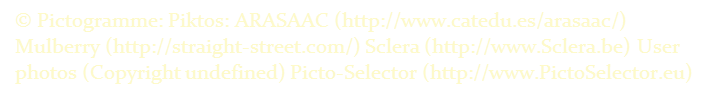 © Pictogramme: Piktos: ARASAAC (http://www.catedu.es/arasaac/)
Mulberry (http://straight-street.com/) Sclera (http://www.Sclera.be) User
photos (Copyright undefined) Picto-Selector (http://www.PictoSelector.eu)